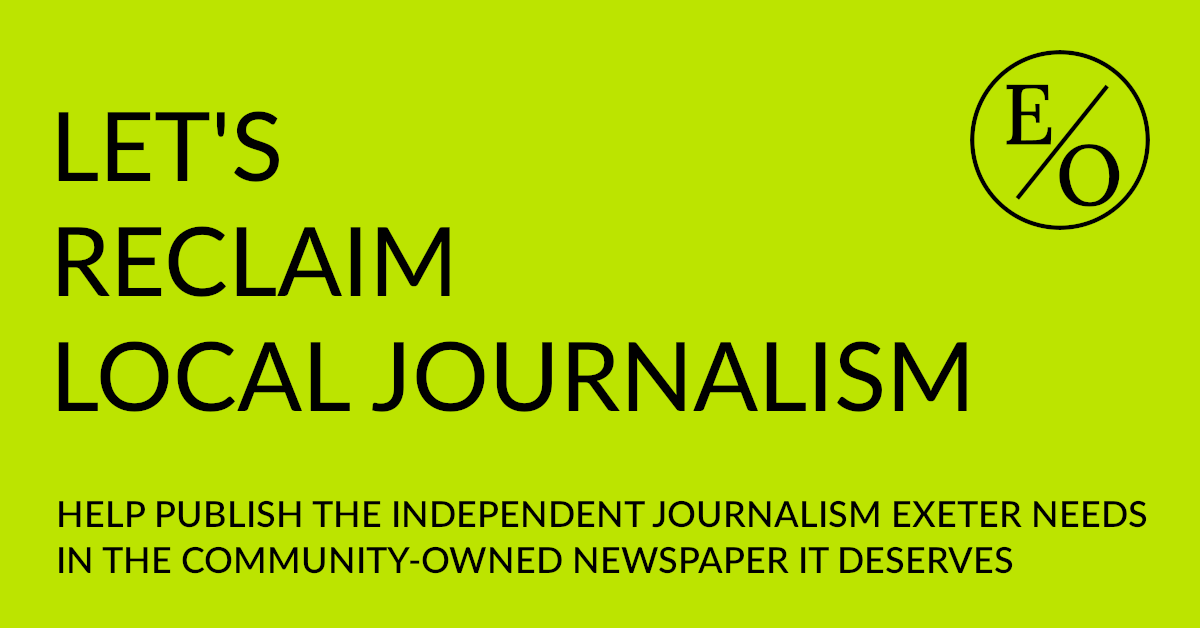 LET'S
RECLAIM
LOCAL JOURNALISM
E/O
HELP PUBLISH THE INDEPENDENT JOURNALISM EXETER NEEDS
IN THE COMMUNITY-OWNED NEWSPAPER IT DESERVES